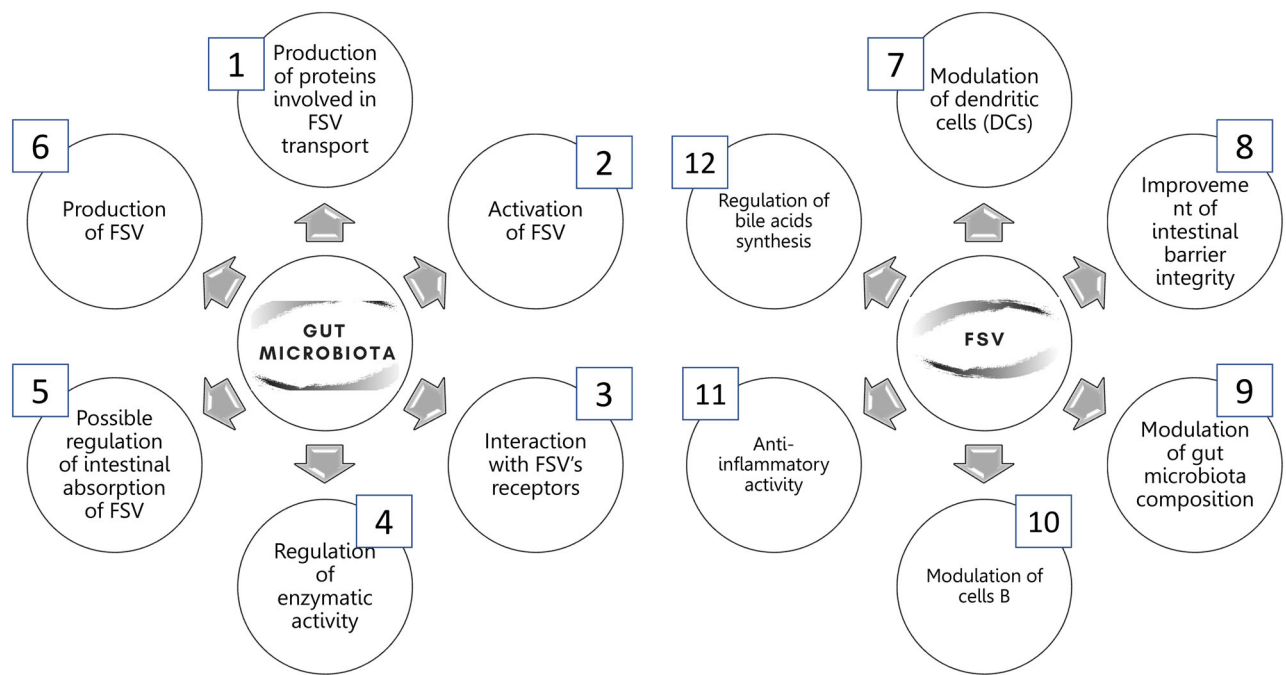 1
Production
of proteins
involved in
FSV
transport
2
Activation
of FSV
3
Interaction
with FSV's
receptors
4
Regulation
of
enzymatic
activity
5
Possible
regulation
of intestinal
absorption
of FSV
6
Production
of FSV
GUT
MICROBIOTA
7
Modulation
of dendritic
cells (DCs)
8
Improveme
nt of
intestinal
barrier
integrity
9
Modulation
of gut
microbiota
composition
10
Modulation of
cells B
11
Anti-
inflammatory
activity
12
Regulation of
bile acids
synthesis
FSV